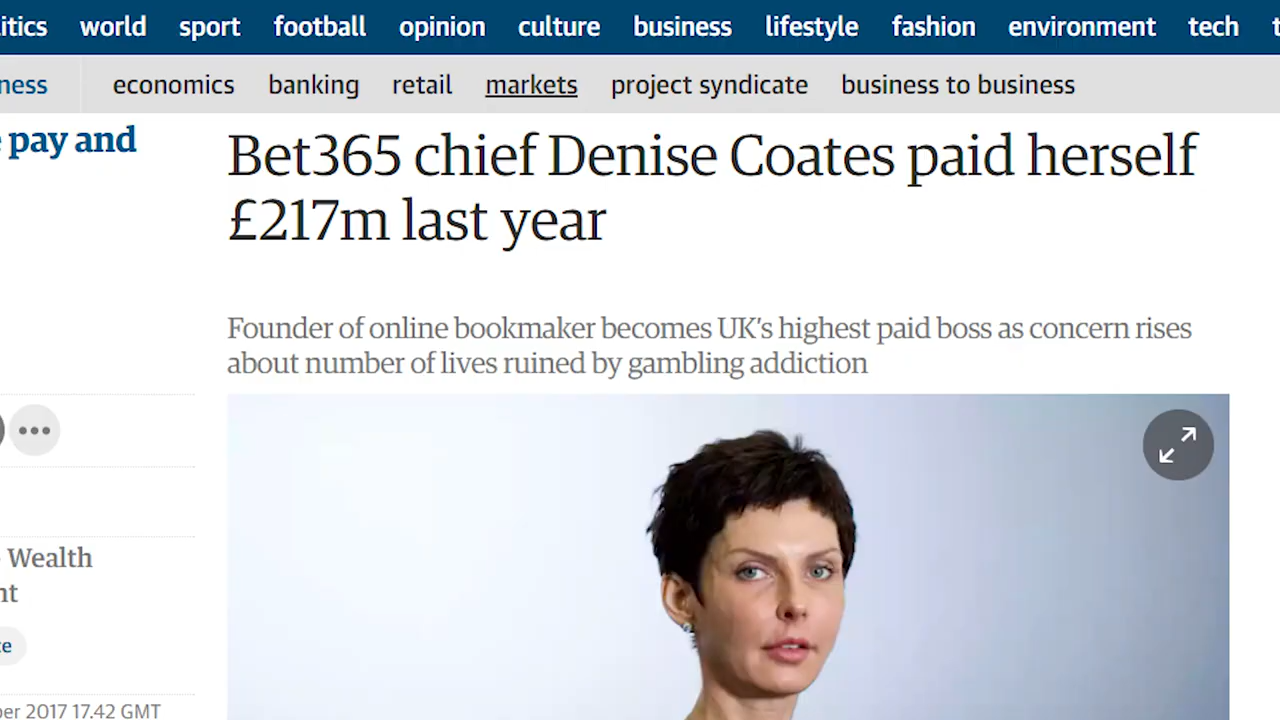 itics world sport football opinion culture business lifestyle fashion environment tech t
ness economics banking retail markets project syndicate business to business
pay and
Bet365 chief Denise Coates paid herself
£217m last year
Founder of online bookmaker becomes UK's highest paid boss as concern rises
about number of lives ruined by gambling addiction
Wealth
nt
te
er 2017 17.42 GMT